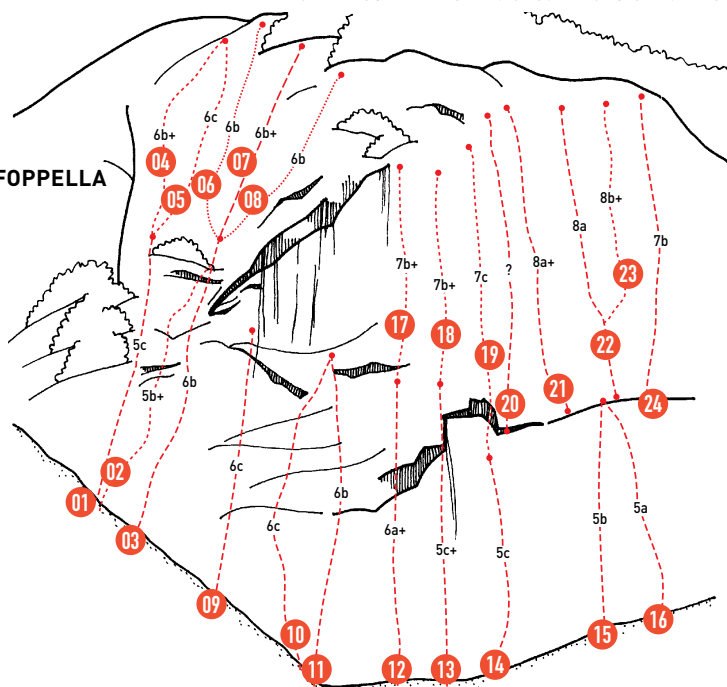 6c
6b
6b+
6b+
6b
04
07
06
05
08
FOPPELLA
8b+
8a
7b
?
8a+
7b+
7b+
7c
23
17
18
5c
22
19
5b+
6b
21
20
24
02
01
6c
6b
6c
6a+
5c+
5c
5b
5a
03
09
16
10
15
11
12
13
14